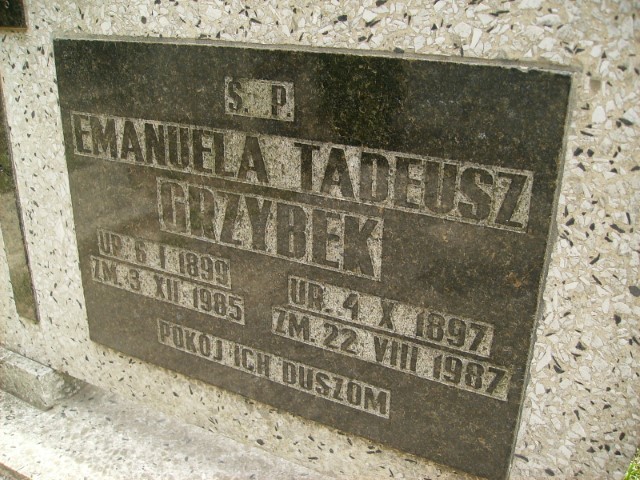 Ś. P.
EMANUELA TADEUSZ
GRZYBEK
UR. 6 I 1899
ZM. 3 XII 1985
UR. 4 X 1897
ZM. 22 VIII 1987
POKÓJ ICH DUSZOM